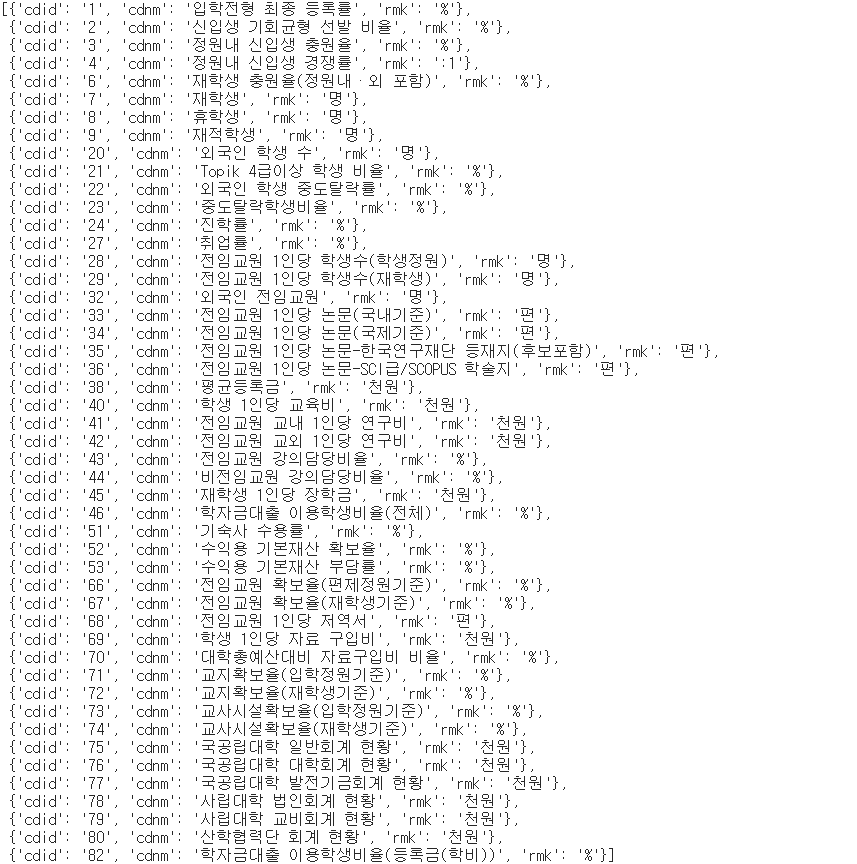 [{'cdid': '1', 'cdnm': '입학전형 최종 등록률', 'rmk': '%'},
{'cdid': '2', 'cdnm': '신입생 기회균형 선발 비율', 'rmk': '%'},
{'cdid': '3', 'cdnm': '정원내 신입생 충원율', 'rmk': '%'},
{'cdid': '4', 'cdnm': '정원내 신입생 경쟁률', 'rmk': ':1'},
{'cdid': '6', 'cdnm': '재학생 충원율(정원내·외 포함)', 'rmk': '%'},
{'cdid': '7', 'cdnm': '재학생', 'rmk': '명'},
{'cdid': '8', 'cdnm': '휴학생', 'rmk': '명'},
{'cdid': '9', 'cdnm': '재적학생', 'rmk': '명'},
{'cdid': '20', 'cdnm': '외국인 학생 수', 'rmk': '명'},
{'cdid': '21', 'cdnm': 'Topik 4급이상 학생 비율', 'rmk': '%'},
{'cdid': '22', 'cdnm': '외국인 학생 중도탈락률', 'rmk': '%'},
{'cdid': '23', 'cdnm': '중도탈락학생비율', 'rmk': '%'},
{'cdid': '24', 'cdnm': '진학률', 'rmk': '%'},
{'cdid': '27', 'cdnm': '취업률', 'rmk': '%'},
{'cdid': '28', 'cdnm': '전임교원 1인당 학생수(학생정원)', 'rmk': '명'},
{'cdid': '29', 'cdnm': '전임교원 1인당 학생수(재학생)', 'rmk': '명'},
{'cdid': '32', 'cdnm': '외국인 전임교원', 'rmk': '명'},
{'cdid': '33', 'cdnm': '전임교원 1인당 논문(국내기준)', 'rmk': '편'},
{'cdid': '34', 'cdnm': '전임교원 1인당 논문(국제기준)', 'rmk': '편'},
{'cdid': '35', 'cdnm': '전임교원 1인당 논문-한국연구재단 등재지(후보포함)', 'rmk': '편'},
{'cdid': '36', 'cdnm': '전임교원 1인당 논문-SCI급/SCOPUS 학술지', 'rmk': '편'},
{'cdid': '38', 'cdnm': '평균등록금', 'rmk': '천원'},
{'cdid': '40', 'cdnm': '학생 1인당 교육비', 'rmk': '천원'},
{'cdid': '41', 'cdnm': '전임교원 교내 1인당 연구비', 'rmk': '천원'},
{'cdid': '42', 'cdnm': '전임교원 교외 1인당 연구비', 'rmk': '천원'},
{'cdid': '43', 'cdnm': '전임교원 강의담당비율', 'rmk': '%'},
{'cdid': '44', 'cdnm': '비전임교원 강의담당비율', 'rmk': '%'},
{'cdid': '45', 'cdnm': '재학생 1인당 장학금', 'rmk': '천원'},
{'cdid': '46', 'cdnm': '학자금대출 이용학생비율(전체)', 'rmk': '%'},
{'cdid': '51', 'cdnm': '기숙사 수용률', 'rmk': '%'},
{'cdid': '52', 'cdnm': '수익용 기본재산 확보율', 'rmk': '%'},
{'cdid': '53', 'cdnm': '수익용 기본재산 부담률', 'rmk': '%'},
{'cdid': '66', 'cdnm': '전임교원 확보율(편제정원기준)', 'rmk': '%'},
{'cdid': '67', 'cdnm': '전임교원 확보율(재학생기준)', 'rmk': '%'},
{'cdid': '68', 'cdnm': '전임교원 1인당 저역서', 'rmk': '편'},
{'cdid': '69', 'cdnm': '학생 1인당 자료 구입비', 'rmk': '천원'},
{'cdid': '70', 'cdnm': '대학총예산대비 자료구입비 비율', 'rmk': '%'},
{'cdid': '71', 'cdnm': '교지확보율(입학정원기준)', 'rmk': '%'},
{'cdid': '72', 'cdnm': '교지확보율(재학생기준)', 'rmk': '%'},
{'cdid': '73', 'cdnm': '교사시설확보율(입학정원기준)', 'rmk': '%'},
{'cdid': '74', 'cdnm': '교사시설확보율(재학생기준)', 'rmk': '%'},
{'cdid': '75', 'cdnm': '국공립대학 일반회계 현황', 'rmk': '천원'},
{'cdid': '76', 'cdnm': '국공립대학 대학회계 현황', 'rmk': '천원'},
{'cdid': '77', 'cdnm': '국공립대학 발전기금회계 현황', 'rmk': '천원'},
{'cdid': '78', 'cdnm': '사립대학 법인회계 현황', 'rmk': '천원'},
{'cdid': '79', 'cdnm': '사립대학 교비회계 현황', 'rmk': '천원'},
{'cdid': '80', 'cdnm': '산학협력단 회계 현황', 'rmk': '천원'},
{'cdid': '82', 'cdnm': '학자금대출 이용학생비율(등록금(학비))', 'rmk': '%'}]